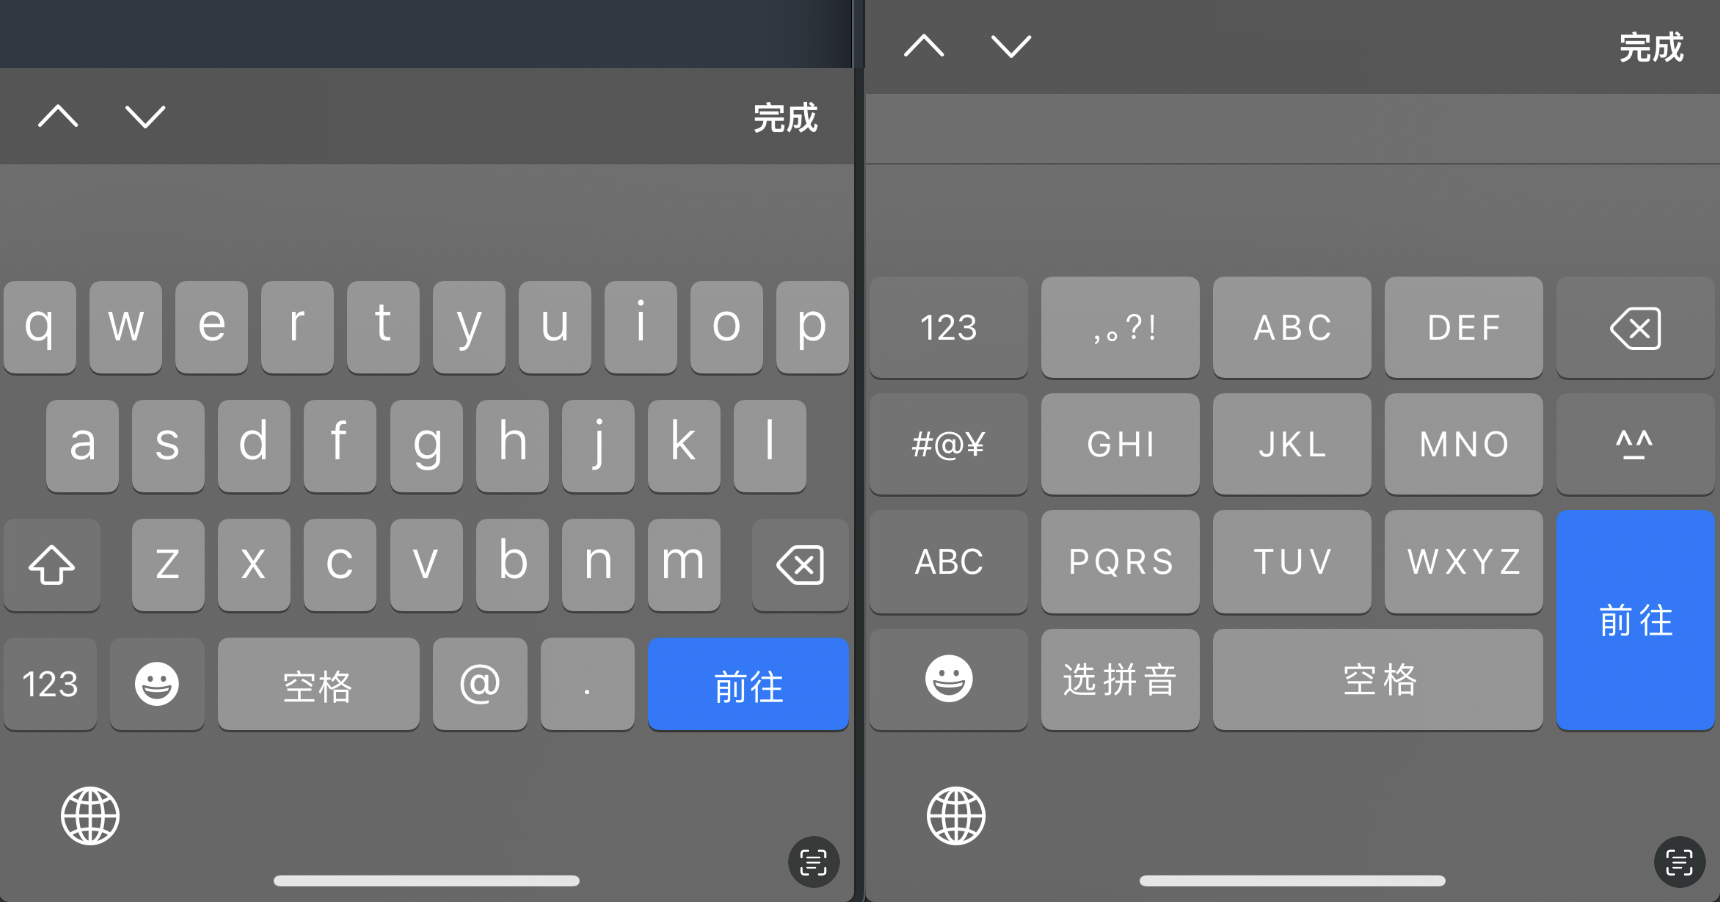 完成
q w e r t y u i o p
a s d f g h j k l
z x c v b n m
123 空格 @ . 前往
完成
123 ,。?! ABC DEF
#@¥ GHI JKL MNO ^^
ABC PQRS TUV WXYZ 前往
选拼音 空格